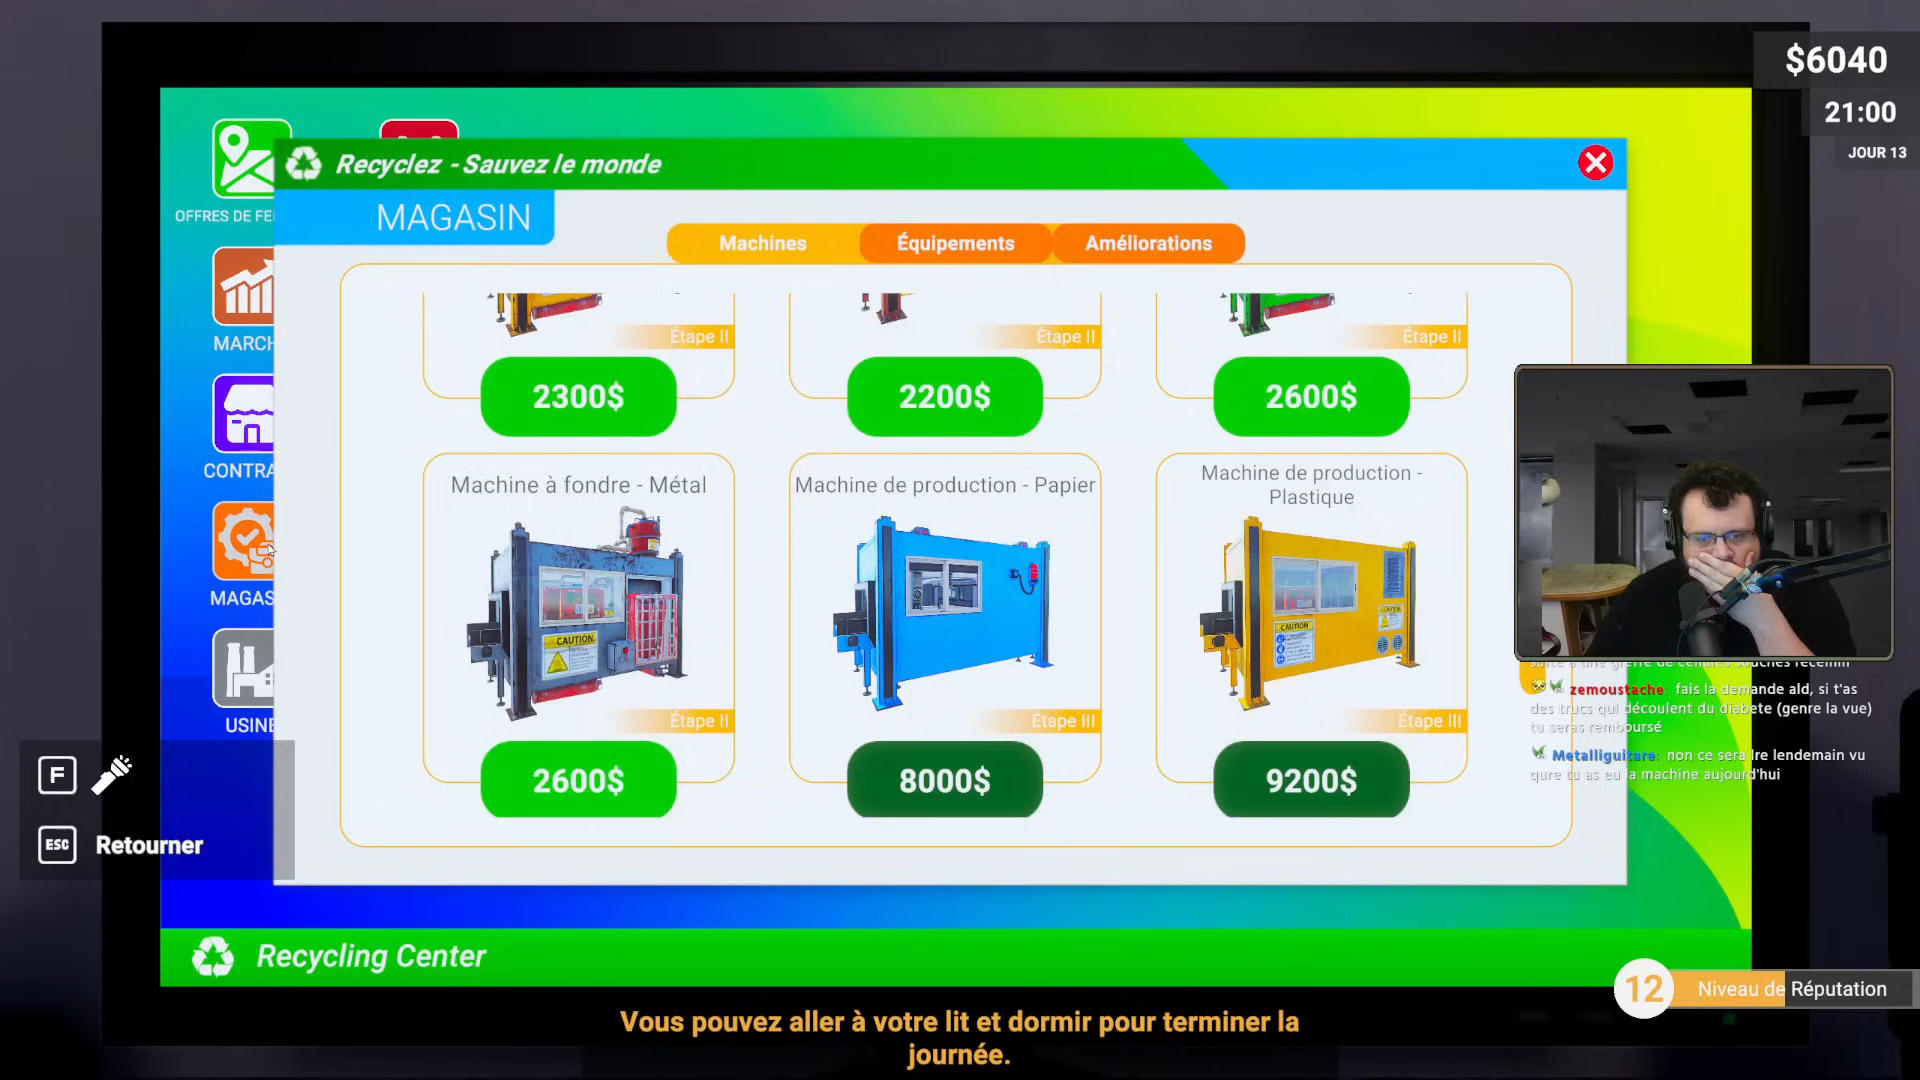 $6040
21:00
JOUR 13
Recyclez - Sauvez le monde
MAGASIN
Machines
Équipements
Améliorations
OFFRES DE
MARCH
CONTRA
MAGAS
USINE
Étape II
Étape II
Étape II
2300$
2200$
2600$
Machine à fondre - Métal
Machine de production - Papier
Machine de production -
Plastique
CAUTION
CAUTION
Étape II
Étape III
Étape III
2600$
8000$
9200$
zemoustache: fais la demande ald, si t'as
des trucs qui découlent du diabete (genre la vue)
tu seras remboursé
Metalliguitare: non ce sera lre lendemain vu
qure tu as eu la machine aujourd'hui
F
ESC Retourner
Recycling Center
12 Niveau de Réputation
Vous pouvez aller à votre lit et dormir pour terminer la
journée.